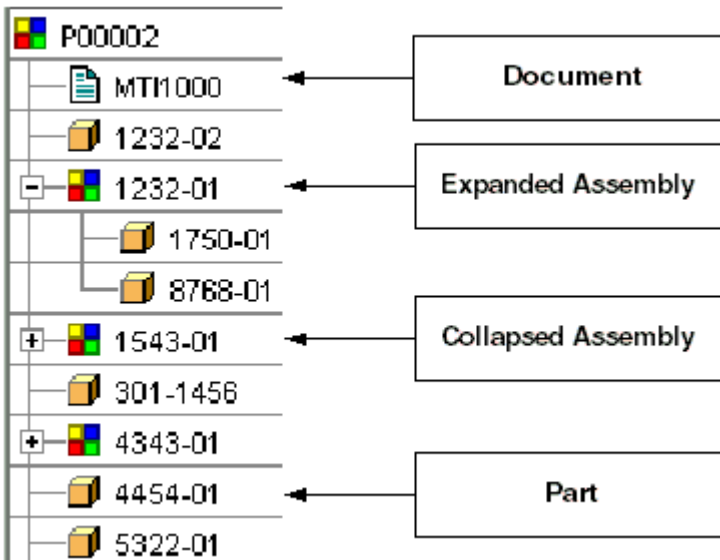 P00002
MTI1000
Document
1232-02
1232-01
Expanded Assembly
1750-01
8768-01
1543-01
Collapsed Assembly
301-1456
4343-01
4454-01
Part
5322-01